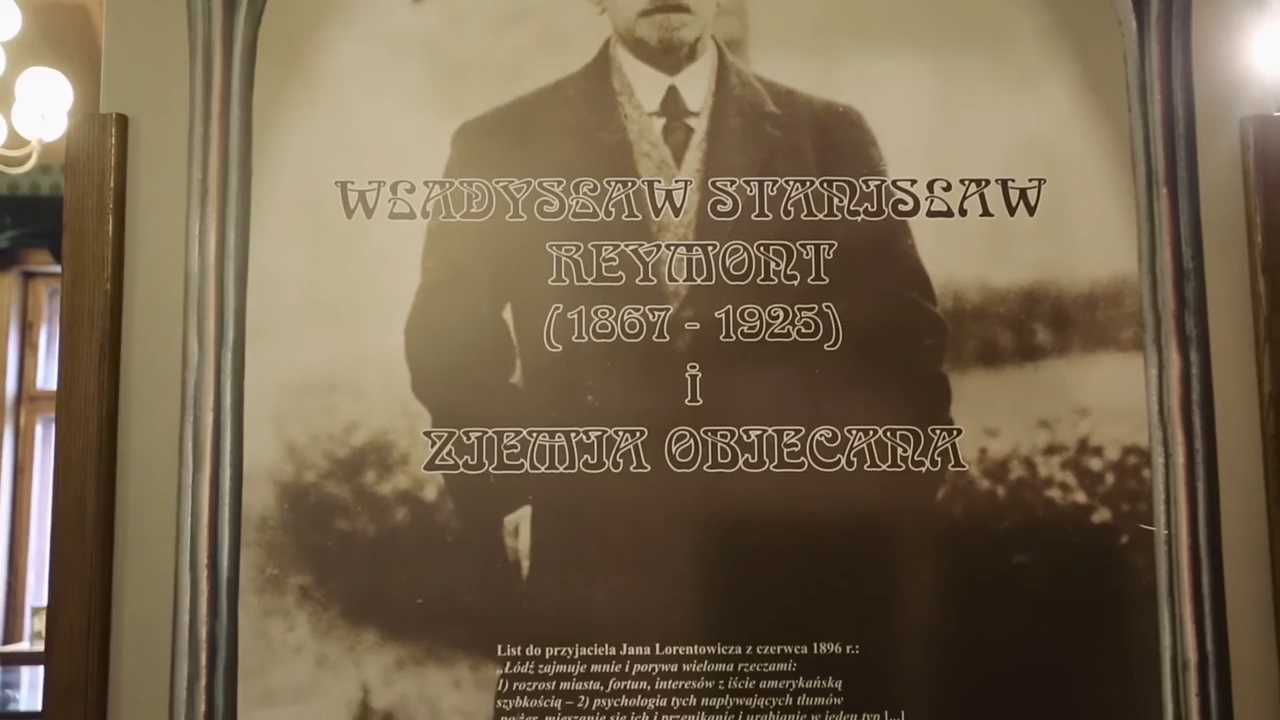 WŁADYSŁAW STANISŁAW
REYMONT
(1867 - 1925)
i
ZIEMIA OBIECANA
List do przyjaciela Jana Lorentowicza z czerwca 1896 r.:
„Łódź zajmuje mnie i porywa wieloma rzeczami:
1) rozrost miasta, fortun, interesów z iście amerykańską
szybkością – 2) psychologia tych napływających tłumów
po żer, mieszanie się ich i przenikanie i urabianie w jeden typ [...]